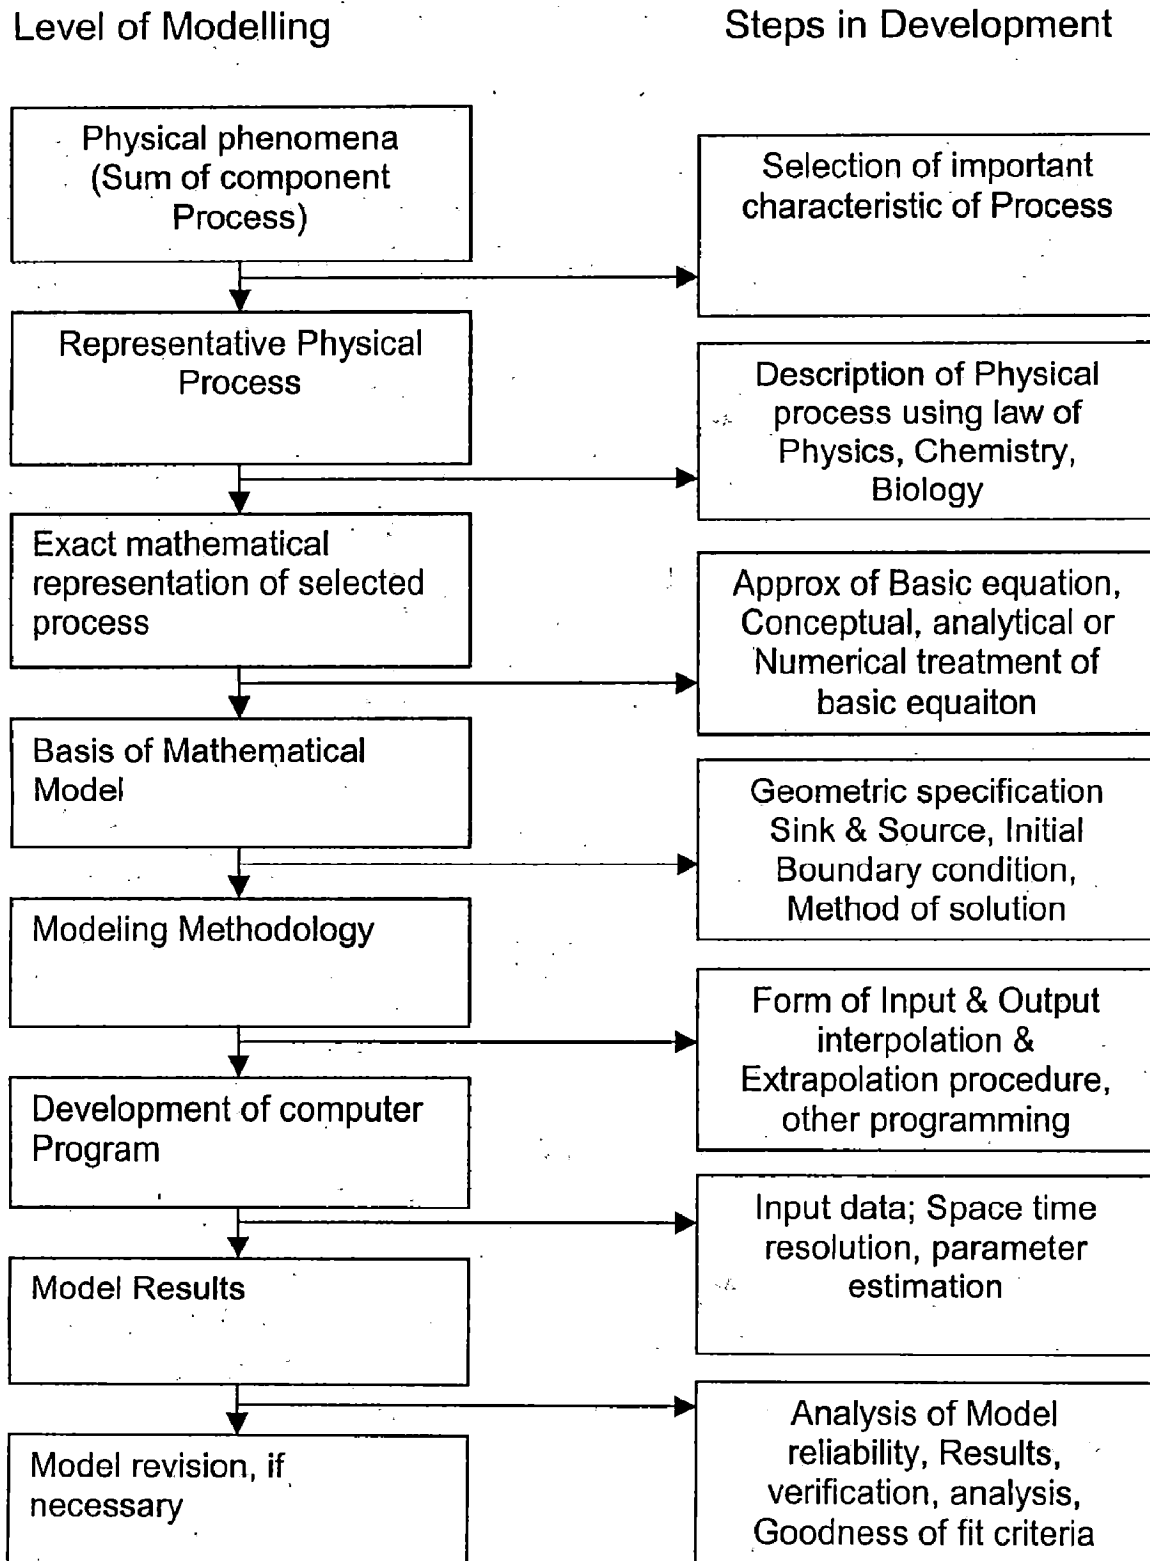 Level of Modelling
Steps in Development
Physical phenomena
(Sum of component
Process)
Selection of important
characteristic of Process
Representative Physical
Process
Description of Physical
process using law of
Physics, Chemistry,
Biology
Exact mathematical
representation of selected
process
Approx of Basic equation,
Conceptual, analytical or
Numerical treatment of
basic equaiton
Basis of Mathematical
Model
Geometric specification
Sink & Source, Initial
Boundary condition,
Method of solution
Modeling Methodology
Form of Input & Output
interpolation &
Extrapolation procedure,
other programming
Development of computer
Program
Input data; Space time
resolution, parameter
estimation
Model Results
Analysis of Model
reliability, Results,
verification, analysis,
Goodness of fit criteria
Model revision, if
necessary